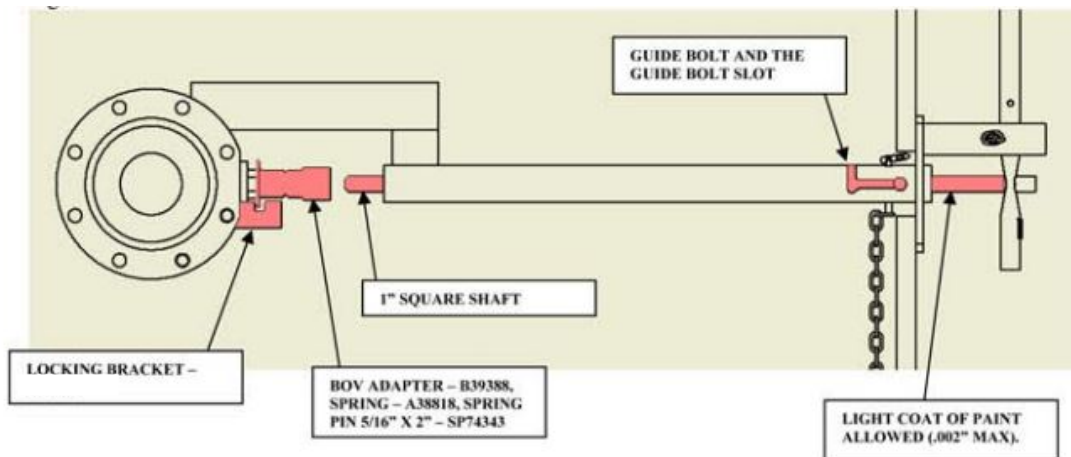 GUIDE BOLT AND THE
GUIDE BOLT SLOT
1” SQUARE SHAFT
LOCKING BRACKET –
BOV ADAPTER – B39388,
SPRING – A38818, SPRING
PIN 5/16” X 2” – SP74343
LIGHT COAT OF PAINT
ALLOWED (.002” MAX).